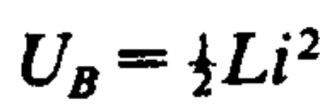 U_B = ½Li²